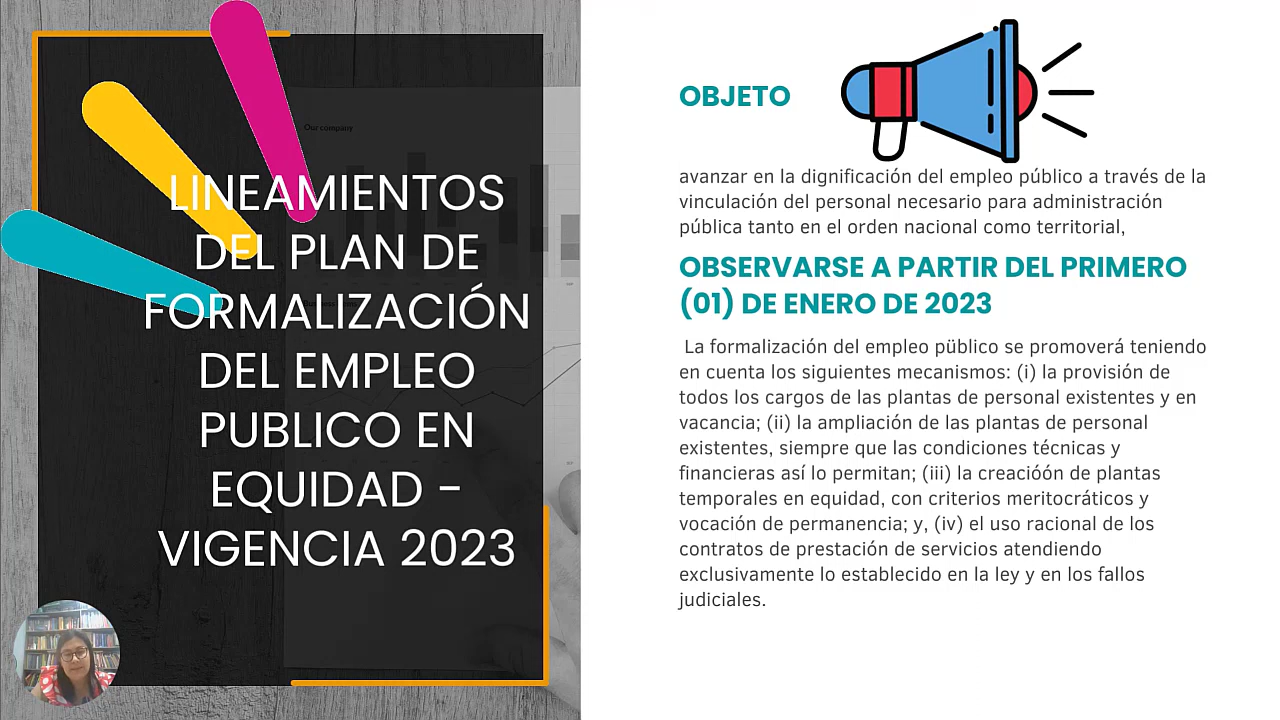 Our company
LINEAMIENTOS
DEL PLAN DE
FORMALIZACIÓN
DEL EMPLEO
PUBLICO EN
EQUIDAD -
VIGENCIA 2023
OBJETO
avanzar en la dignificación del empleo público a través de la
vinculación del personal necesario para administración
pública tanto en el orden nacional como territorial,
OBSERVARSE A PARTIR DEL PRIMERO
(01) DE ENERO DE 2023
La formalización del empleo püblico se promoverá teniendo
en cuenta los siguientes mecanismos: (i) la provisión de
todos los cargos de las plantas de personal existentes y en
vacancia; (ii) la ampliación de las plantas de personal
existentes, siempre que las condiciones técnicas y
financieras así lo permitan; (iii) la creacióón de plantas
temporales en equidad, con criterios meritocráticos y
vocación de permanencia; y, (iv) el uso racional de los
contratos de prestación de servicios atendiendo
exclusivamente lo establecido en la ley y en los fallos
judiciales.